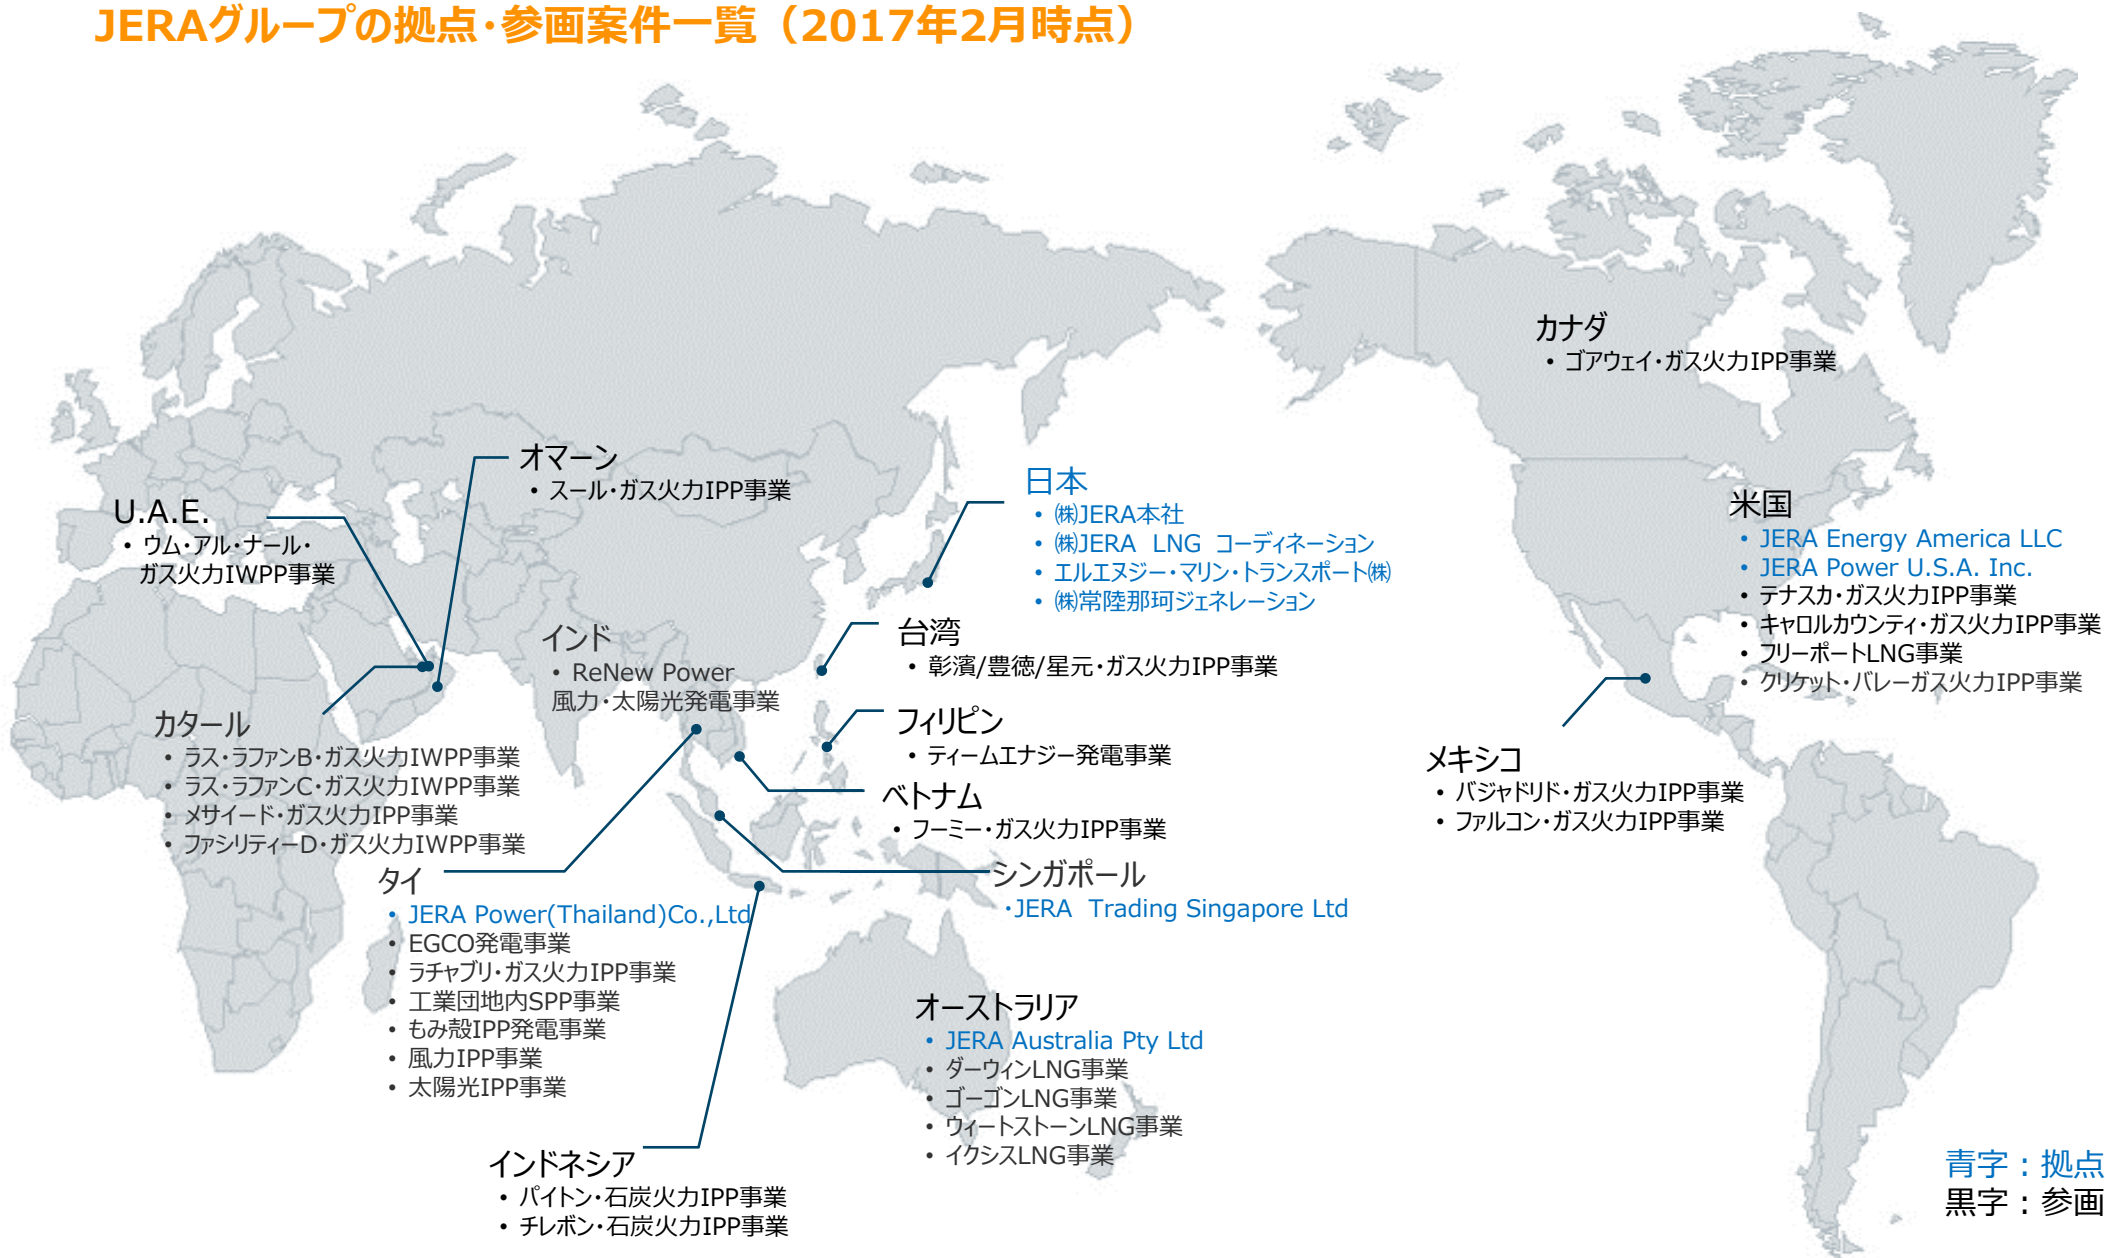 JERAグループの拠点・参画案件一覧（2017年2月時点）
カナダ
• ゴアウェイ・ガス火力IPP事業
オマーン
• スール・ガス火力IPP事業
日本
• ㈱JERA本社
• ㈱JERA LNG コーディネーション
• エルエヌジー・マリン・トランスポート㈱
• ㈱常陸那珂ジェネレーション
U.A.E.
• ウム・アル・ナール・
ガス火力IWPP事業
米国
• JERA Energy America LLC
• JERA Power U.S.A. Inc.
• テナスカ・ガス火力IPP事業
• キャロルカウンティ・ガス火力IPP事業
• フリーポートLNG事業
• クリケット・バレーガス火力IPP事業
インド
• ReNew Power
風力・太陽光発電事業
台湾
• 彰濱/豊徳/星元・ガス火力IPP事業
カタール
• ラス・ラファンB・ガス火力IWPP事業
• ラス・ラファンC・ガス火力IWPP事業
• メサイード・ガス火力IPP事業
• ファシリティーD・ガス火力IWPP事業
フィリピン
• ティームエナジー発電事業
メキシコ
• バジャドリド・ガス火力IPP事業
• ファルコン・ガス火力IPP事業
ベトナム
• フーミー・ガス火力IPP事業
シンガポール
・JERA Trading Singapore Ltd
タイ
• JERA Power(Thailand)Co.,Ltd
• EGCO発電事業
• ラチャブリ・ガス火力IPP事業
• 工業団地内SPP事業
• もみ殻IPP発電事業
• 風力IPP事業
• 太陽光IPP事業
オーストラリア
• JERA Australia Pty Ltd
• ダーウィンLNG事業
• ゴーゴンLNG事業
• ウィートストーンLNG事業
• イクシスLNG事業
インドネシア
• パイトン・石炭火力IPP事業
• チレボン・石炭火力IPP事業
青字：拠点
黒字：参画